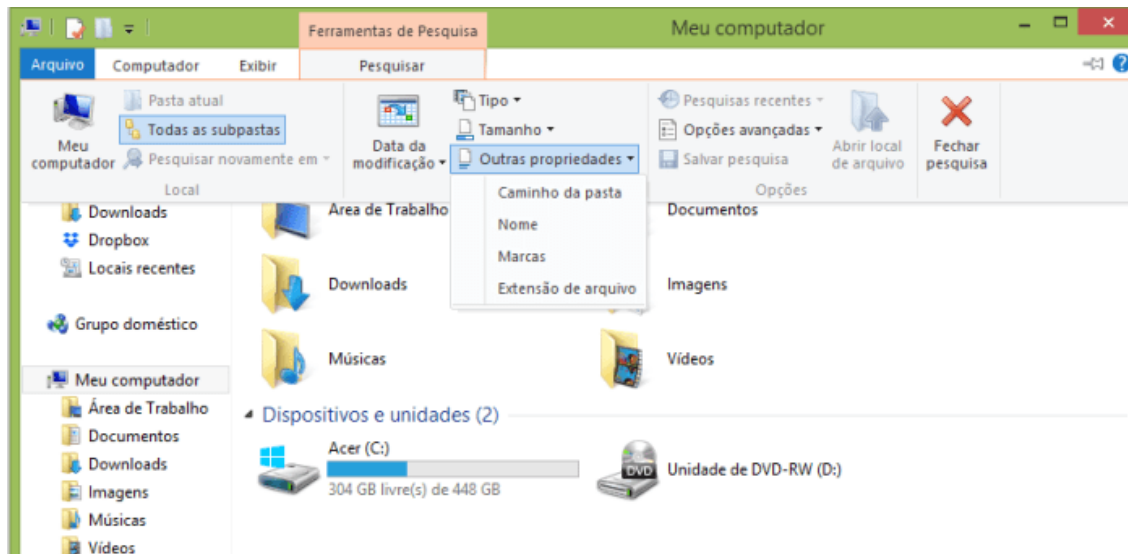 Ferramentas de Pesquisa
Meu computador
Arquivo
Computador
Exibir
Pesquisar
Meu computador
Pasta atual
Todas as subpastas
Pesquisar novamente em
Local
Data da modificação
Tipo
Tamanho
Outras propriedades
Caminho da pasta
Nome
Marcas
Extensão de arquivo
Pesquisas recentes
Opções avançadas
Salvar pesquisa
Abrir local de arquivo
Opções
Fechar pesquisa
Downloads
Dropbox
Locais recentes
Grupo doméstico
Meu computador
Área de Trabalho
Documentos
Downloads
Imagens
Músicas
Vídeos
Área de Trabalho
Documentos
Downloads
Imagens
Músicas
Vídeos
Dispositivos e unidades (2)
Acer (C:)
304 GB livre(s) de 448 GB
DVD
Unidade de DVD-RW (D:)